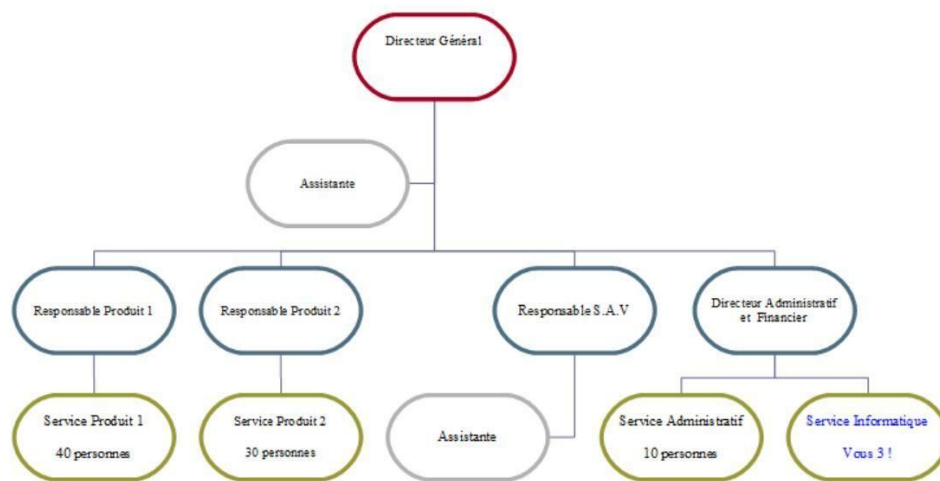 Directeur Général
Assistante
Responsable Produit 1
Responsable Produit 2
Responsable S.A.V
Directeur Administratif
et Financier
Service Produit 1
40 personnes
Service Produit 2
30 personnes
Assistante
Service Administratif
10 personnes
Service Informatique
Vous 3 !